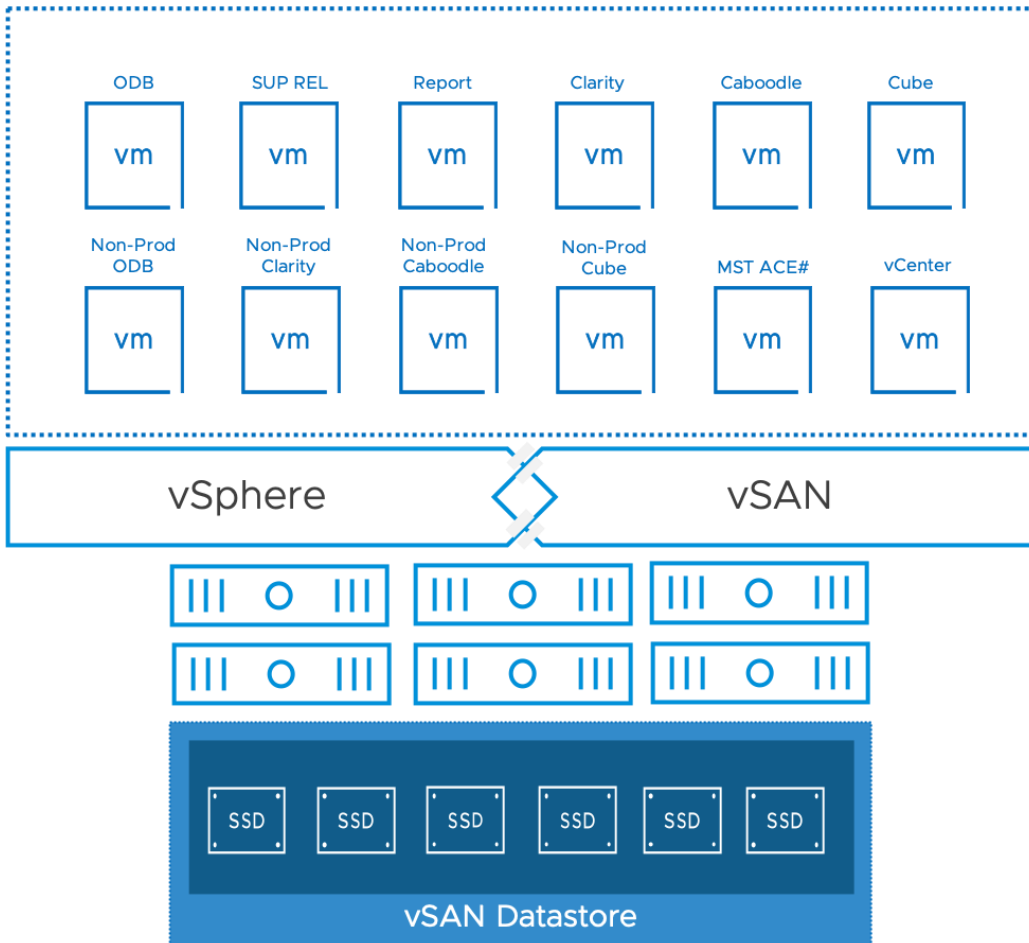 ODB SUP REL Report Clarity Caboodle Cube
vm vm vm vm vm vm
Non-Prod Non-Prod Non-Prod Non-Prod
ODB Clarity Caboodle Cube MST ACE# vCenter
vm vm vm vm vm vm
vSphere vSAN
SSD SSD SSD SSD SSD SSD
vSAN Datastore